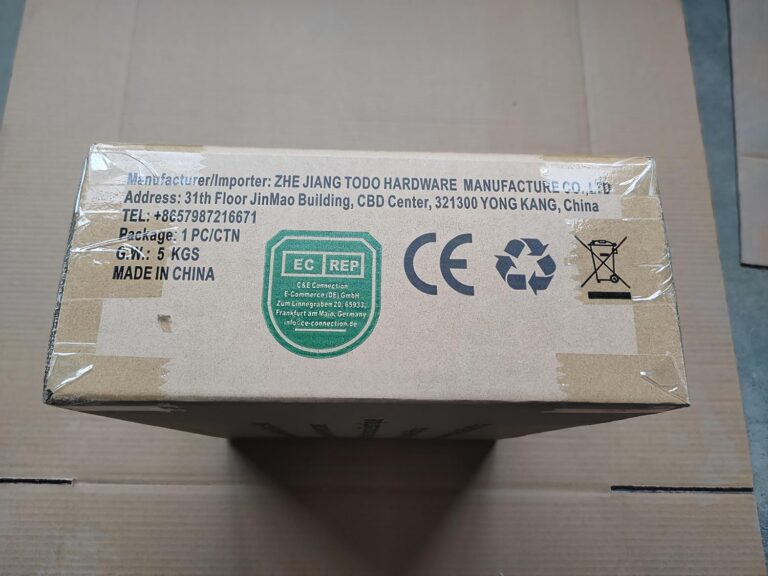 Manufacturer/Importer: ZHE JIANG TODO HARDWARE MANUFACTURE CO.,LTD
Address: 31th Floor JinMao Building, CBD Center, 321300 YONG KANG, China
TEL: +8657987216671
Package: 1 PC/CTN
G.W.: 5 KGS
MADE IN CHINA
EC REP
C&E Connection
E-Commerce (DE) GmbH
Zum Linnegraben 20, 65933,
Frankfurt am Main, Germany
info@ce-connection.de
CE